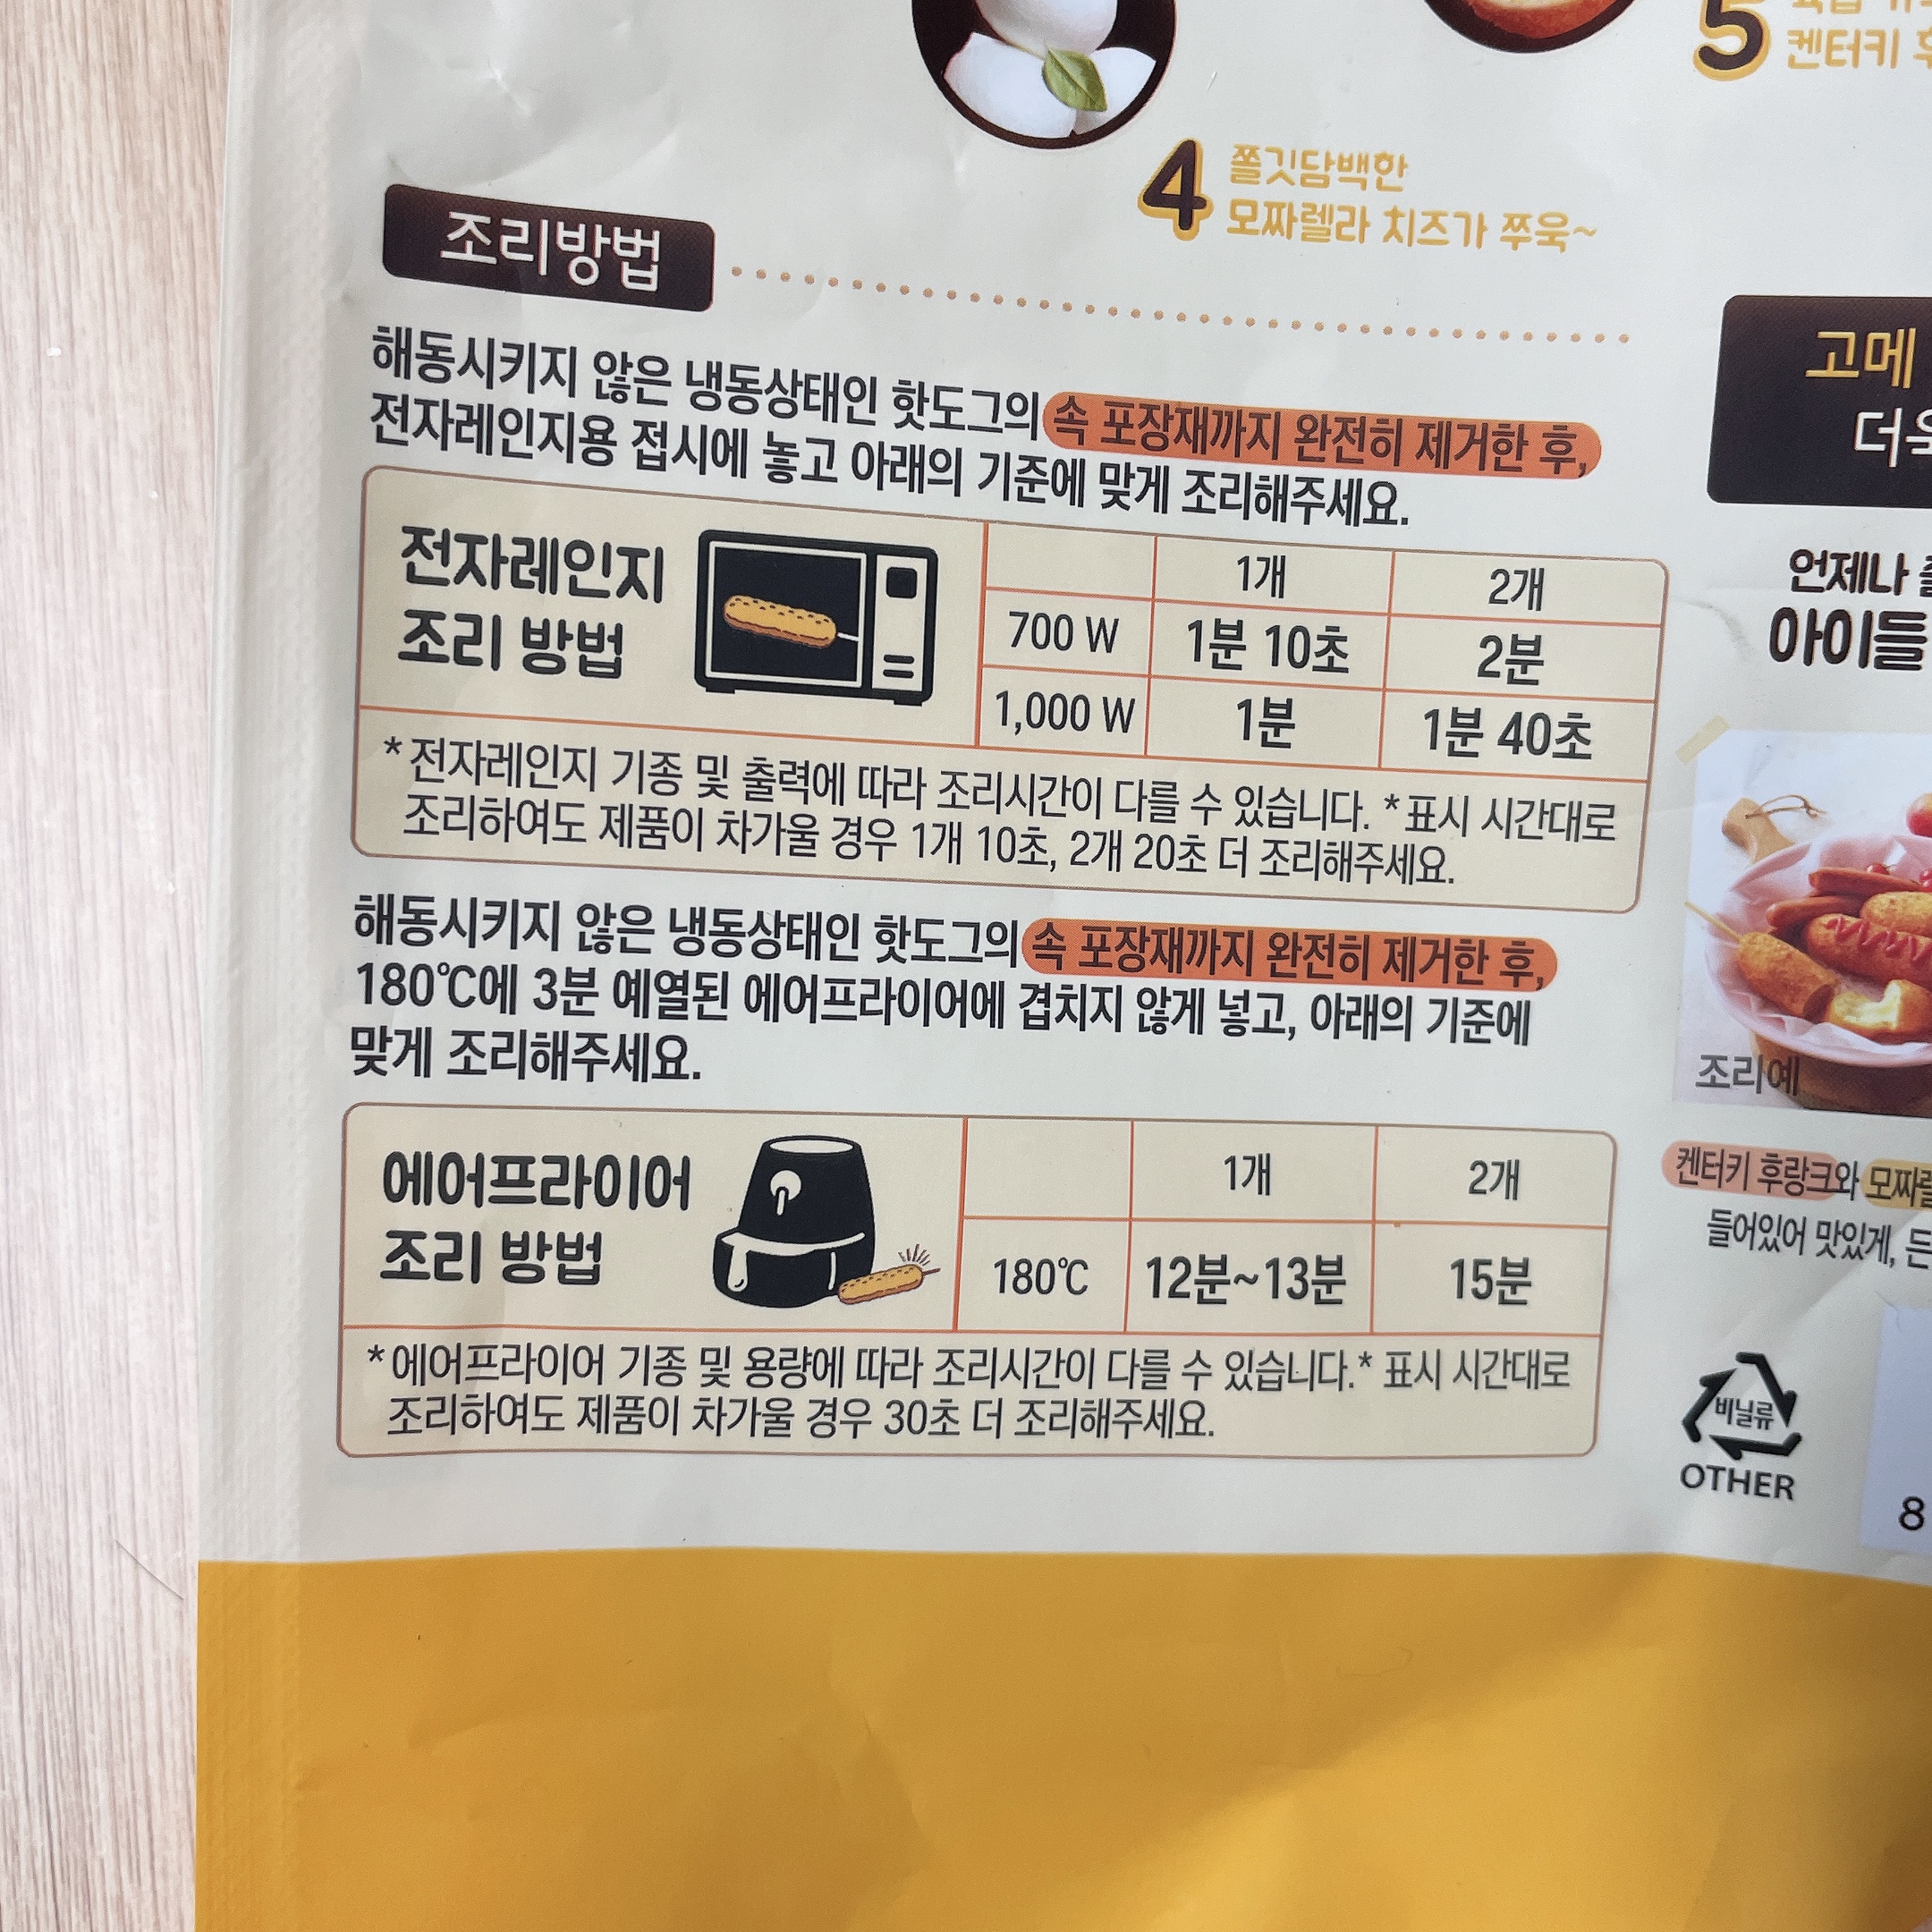 5
켄터키
4 쫄깃담백한
모짜렐라 치즈가 쭈욱~
조리방법
해동시키지 않은 냉동상태인 핫도그의 속 포장재까지 완전히 제거한 후,
전자레인지용 접시에 놓고 아래의 기준에 맞게 조리해주세요.
전자레인지
조리 방법
1개 2개
700 W 1분 10초 2분
1,000 W 1분 1분 40초
* 전자레인지 기종 및 출력에 따라 조리시간이 다를 수 있습니다. * 표시 시간대로
조리하여도 제품이 차가울 경우 1개 10초, 2개 20초 더 조리해주세요.
해동시키지 않은 냉동상태인 핫도그의 속 포장재까지 완전히 제거한 후,
180℃에 3분 예열된 에어프라이어에 겹치지 않게 넣고, 아래의 기준에
맞게 조리해주세요.
에어프라이어
조리 방법
1개 2개
180℃ 12분~13분 15분
* 에어프라이어 기종 및 용량에 따라 조리시간이 다를 수 있습니다.* 표시 시간대로
조리하여도 제품이 차가울 경우 30초 더 조리해주세요.
고메
언제나
아이들
조리예
켄터키 후랑크와
들어있어 맛있게,
비닐류
OTHER
8